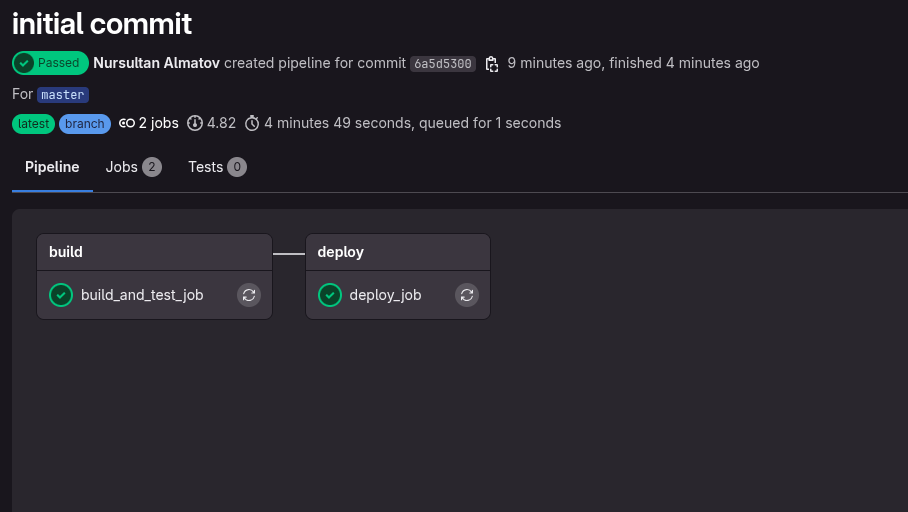 initial commit
Passed Nursultan Almatov created pipeline for commit 6a5d5300 9 minutes ago, finished 4 minutes ago
For master
latest branch 2 jobs 4.82 4 minutes 49 seconds, queued for 1 seconds
Pipeline Jobs 2 Tests 0
build deploy
build_and_test_job deploy_job